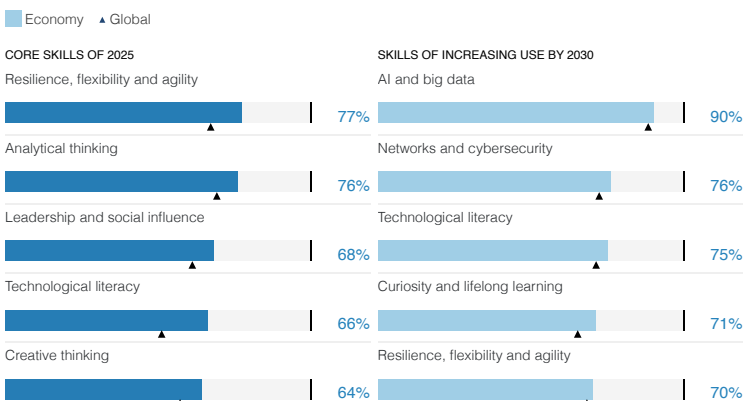 Economy Global
CORE SKILLS OF 2025
Resilience, flexibility and agility
77%
Analytical thinking
76%
Leadership and social influence
68%
Technological literacy
66%
Creative thinking
64%
SKILLS OF INCREASING USE BY 2030
AI and big data
90%
Networks and cybersecurity
76%
Technological literacy
75%
Curiosity and lifelong learning
71%
Resilience, flexibility and agility
70%